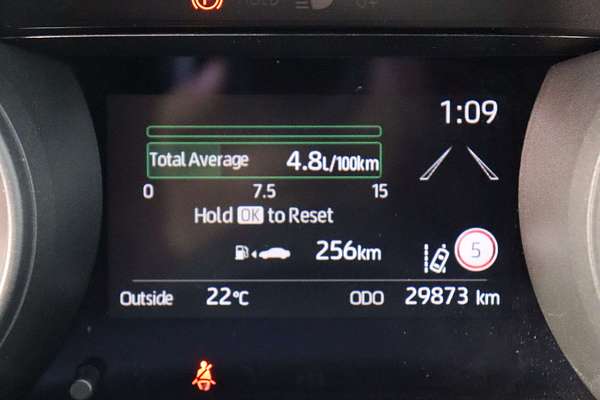 HOLD
1:09
Total Average 4.8L/100km
0 7.5 15
Hold OK to Reset
256km
5
Outside 22°C ODO 29873 km